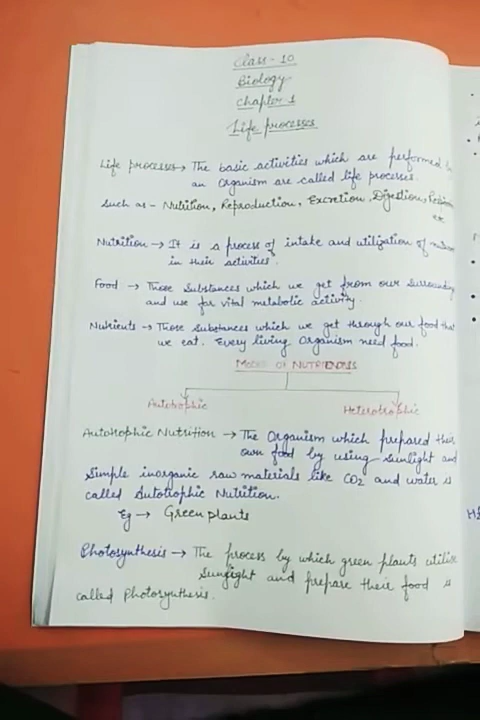 Class - 10
Biology
Chapter 1
Life processes
Life processes → The basic activities which are performed
an Organism are called life processes.
Such as - Nutrition, Reproduction, Excretion, Digestion,
etc
Nutrition → It is a process of intake and utilization of
in their activities.
Food → Those Substances which we get from our surrounding
and use for vital metabolic activity.
Nutrients → Those substances which we get through our food that
we eat. Every living Organism need food.
Modes of
Autotrophic Heterotrophic
Autotrophic Nutrition → The Organism which prepared their
own food by using sunlight and
Simple inorganic raw materials like CO2 and water is
called Autotrophic Nutrition.
Eg → Green plants
Photosynthesis → The process by which green plants utilise
Sunlight and prepare their food is
called Photosynthesis.